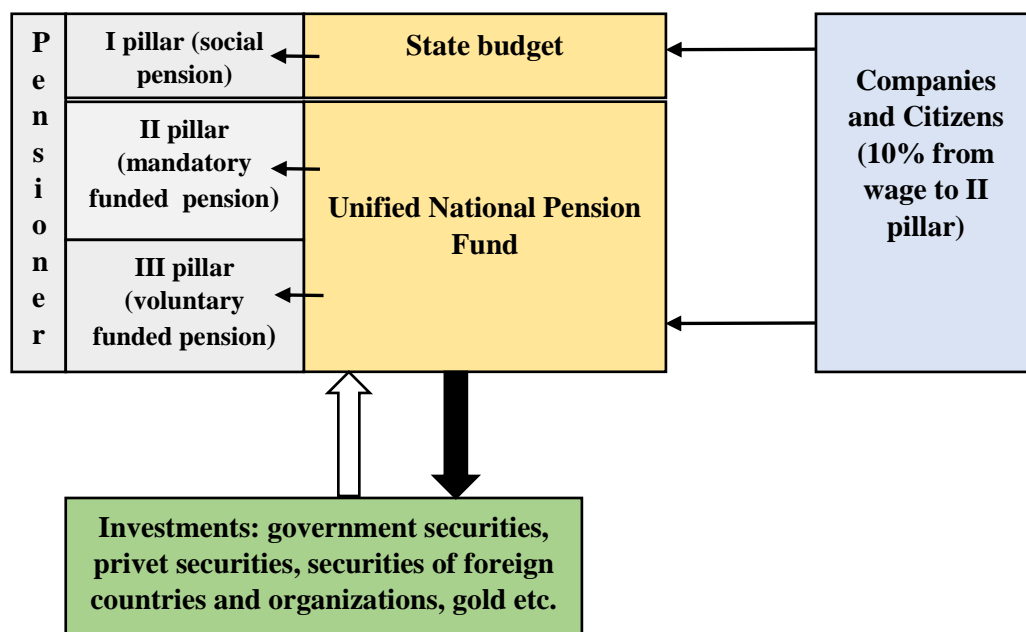 Pensioner
I pillar (social
pension)
State budget
II pillar
(mandatory
funded pension)
III pillar
(voluntary
funded pension)
Unified National Pension
Fund
Companies
and Citizens
(10% from
wage to II
pillar)
Investments: government securities,
privet securities, securities of foreign
countries and organizations, gold etc.